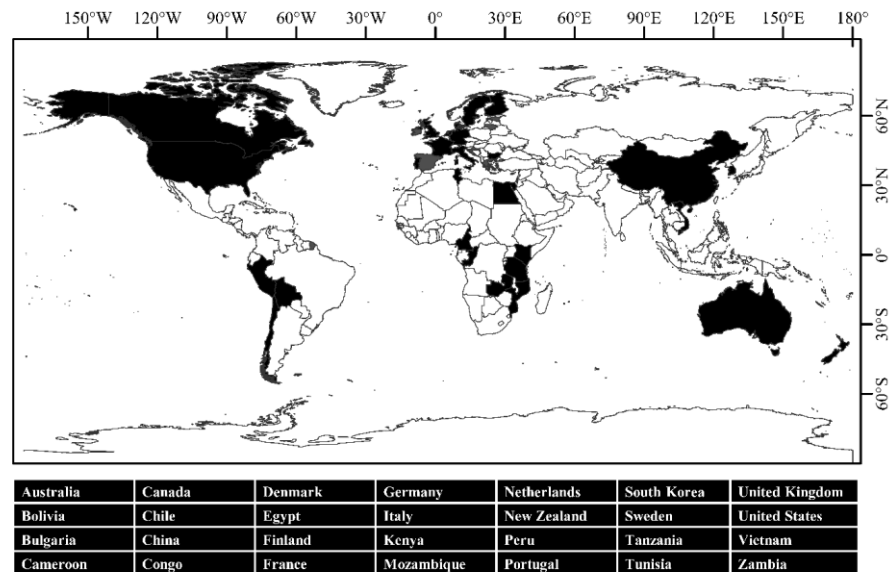 150°W 120°W 90°W 60°W 30°W 0° 30°E 60°E 90°E 120°E 150°E 180°
60°N
30°N
0°
30°S
60°S
Australia Canada Denmark Germany Netherlands South Korea United Kingdom
Bolivia Chile Egypt Italy New Zealand Sweden United States
Bulgaria China Finland Kenya Peru Tanzania Vietnam
Cameroon Congo France Mozambique Portugal Tunisia Zambia